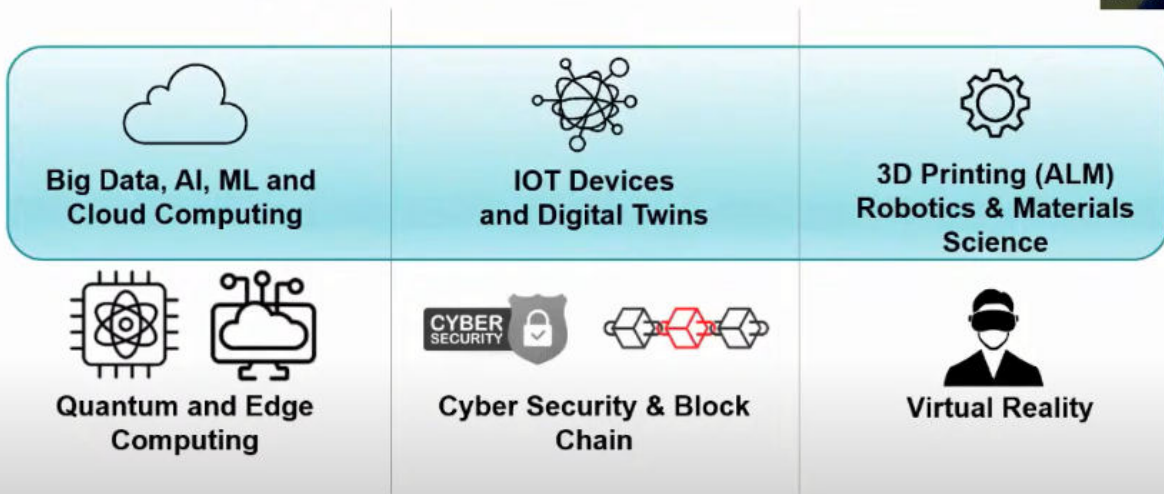 Big Data, AI, ML and
Cloud Computing
IOT Devices
and Digital Twins
3D Printing (ALM)
Robotics & Materials
Science
Quantum and Edge
Computing
CYBER
SECURITY
Cyber Security & Block
Chain
Virtual Reality